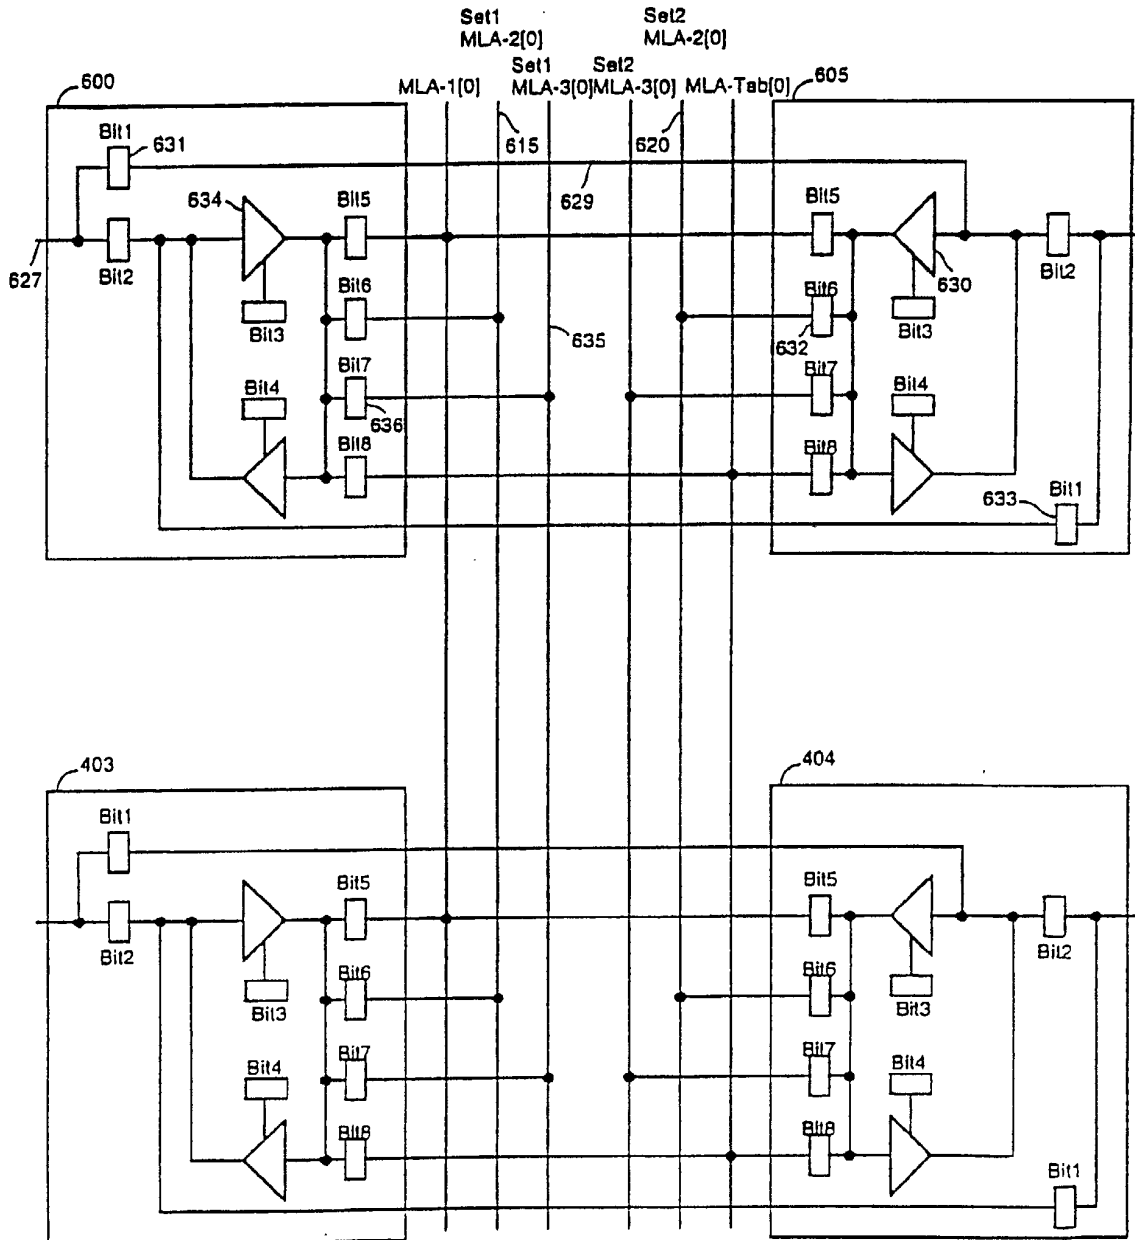 Set1
MLA-2[0]
Set2
MLA-2[0]
Set1
MLA-3[0]
Set2
MLA-3[0]
MLA-1[0]
MLA-Tab[0]
600
605
615
620
Bit1
631
629
634
Bit5
Bit5
627
Bit2
630
Bit2
Bit3
Bit6
635
Bit6
632
Bit3
Bit4
Bit7
636
Bit7
Bit4
Bit8
Bit8
633
Bit1
403
404
Bit1
Bit5
Bit5
Bit2
Bit2
Bit3
Bit6
Bit6
Bit3
Bit4
Bit7
Bit7
Bit4
Bit8
Bit8
Bit1